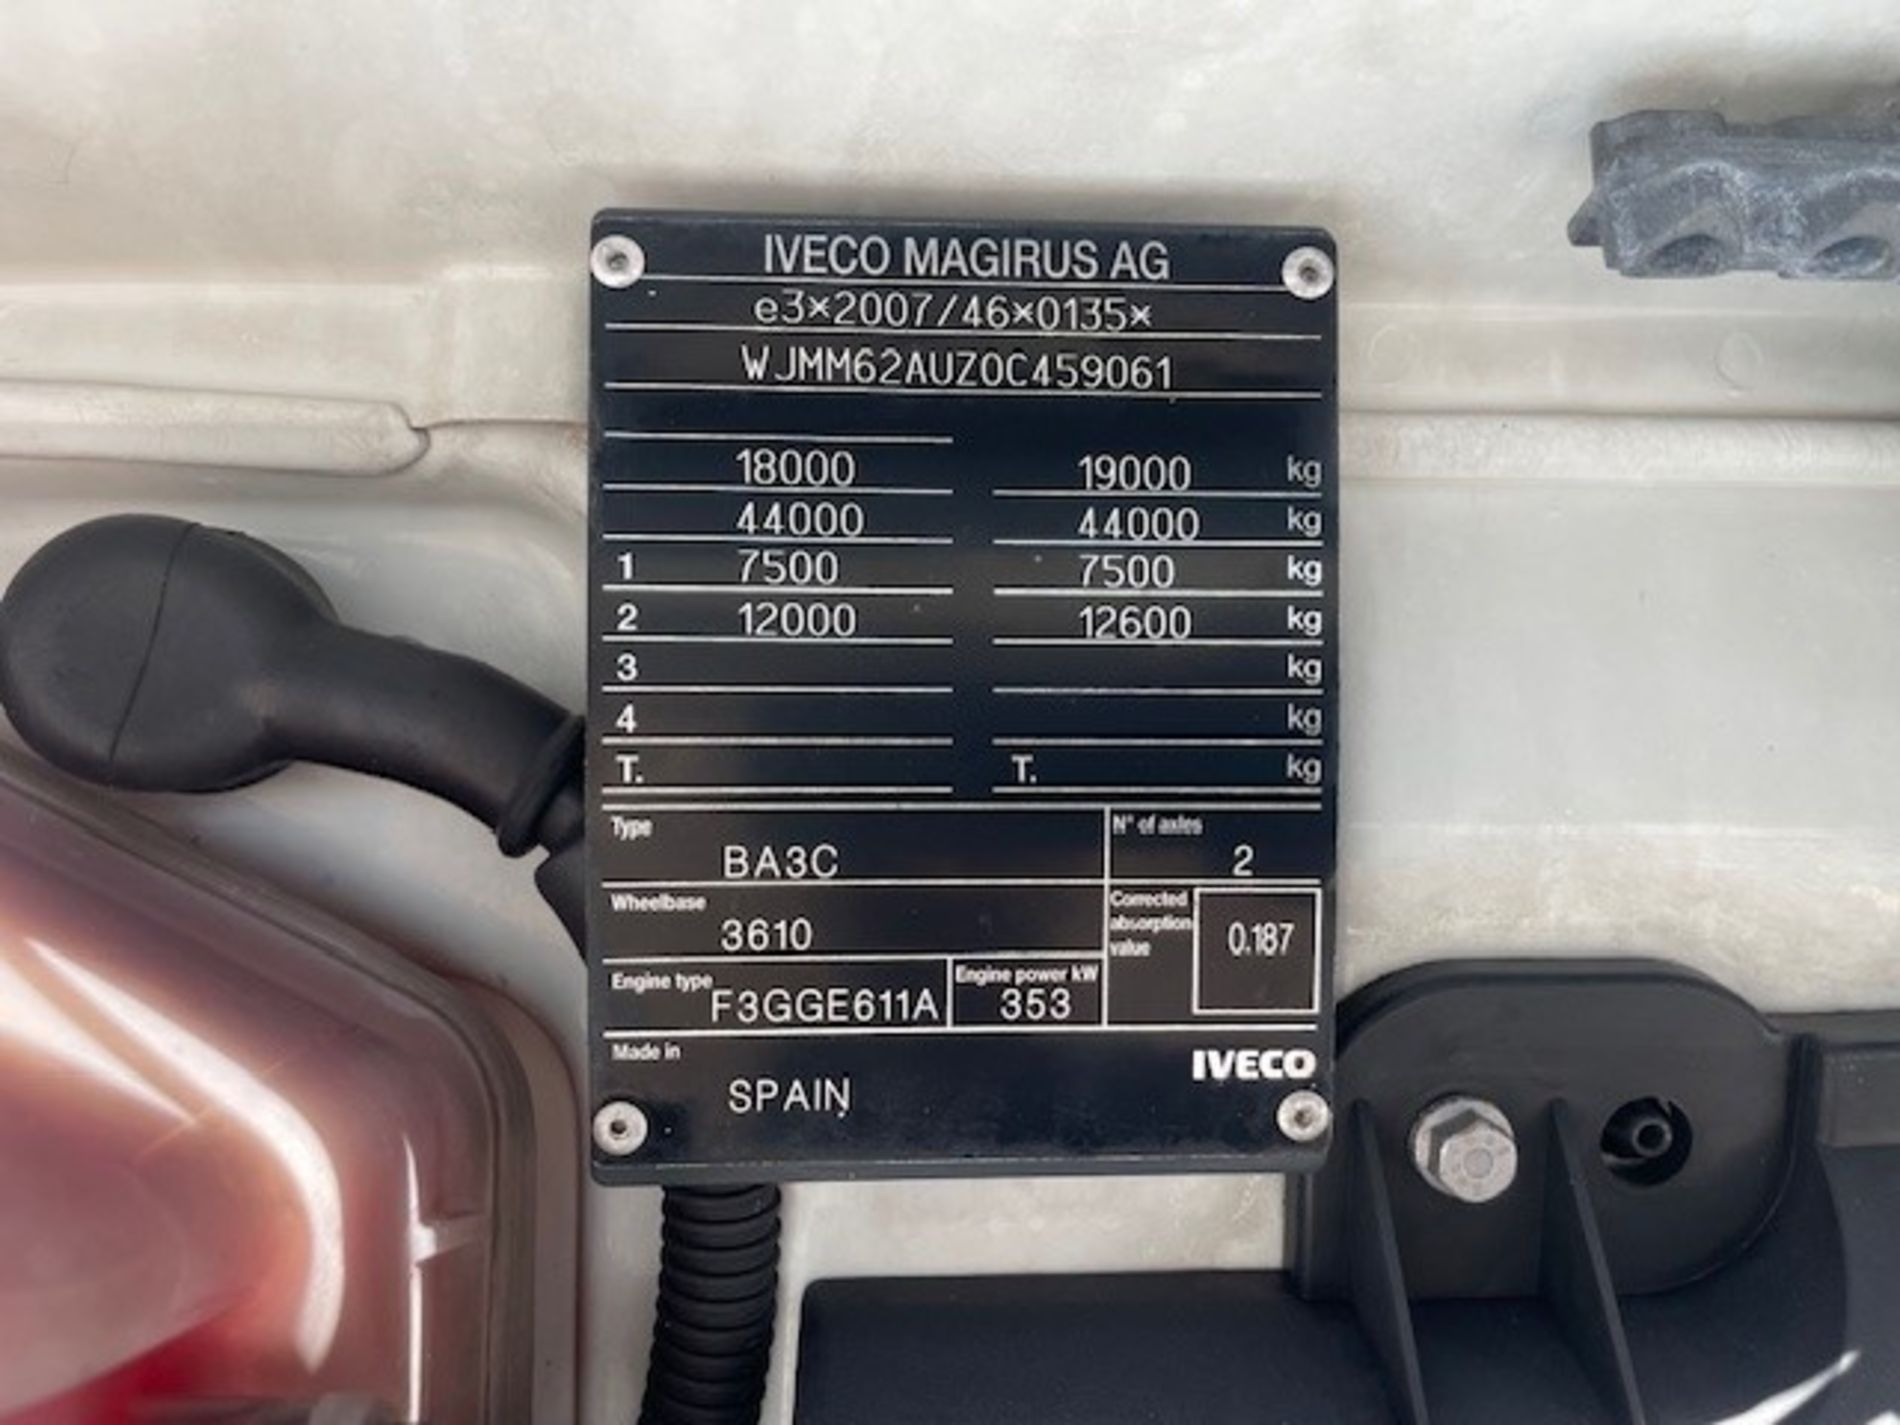 IVECO MAGIRUS AG
e3×2007/46×0135×
WJMM62AUZ0C459061
18000 19000 kg
44000 44000 kg
1 7500 7500 kg
2 12000 12600 kg
3 kg
4 kg
T. T. kg
Type BA3C N° of axles 2
Wheelbase 3610 Corrected absorption value 0.187
Engine type F3GGE611A Engine power kW 353
Made in SPAIN IVECO